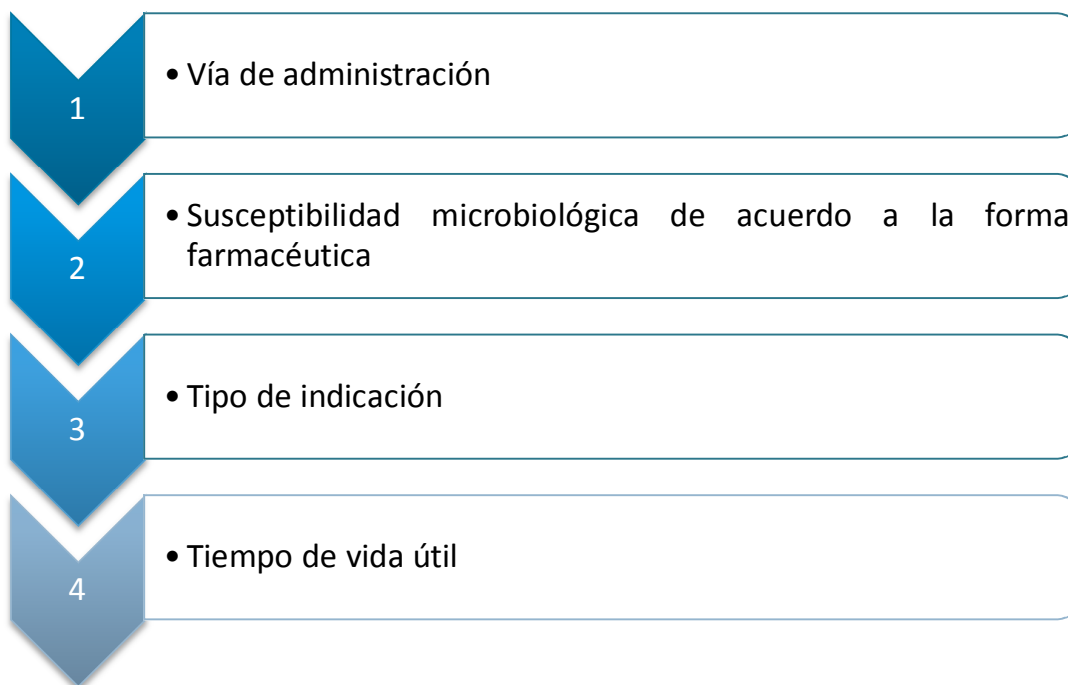 1
• Vía de administración
2
• Susceptibilidad microbiológica de acuerdo a la forma
farmacéutica
3
• Tipo de indicación
4
• Tiempo de vida útil